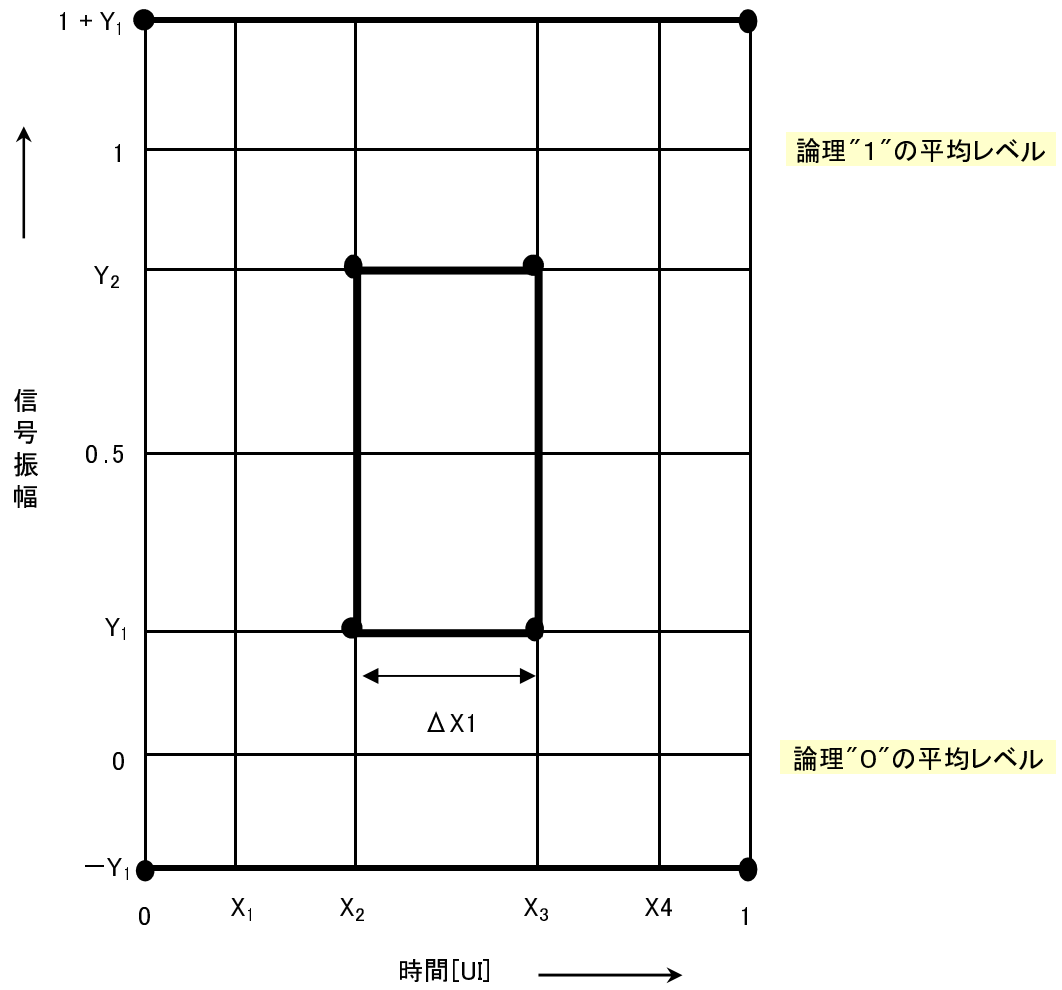 1 + Y₁
1
論理"1"の平均レベル
Y₂
信号振幅
0.5
Y₁
ΔX1
0
論理"0"の平均レベル
−Y₁
0 X₁ X₂ X₃ X4 1
時間[UI]